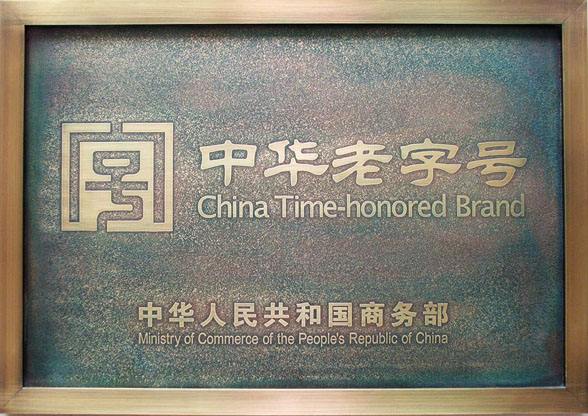 中华老字号
China Time-honored Brand
中华人民共和国商务部
Ministry of Commerce of the People's Republic of China